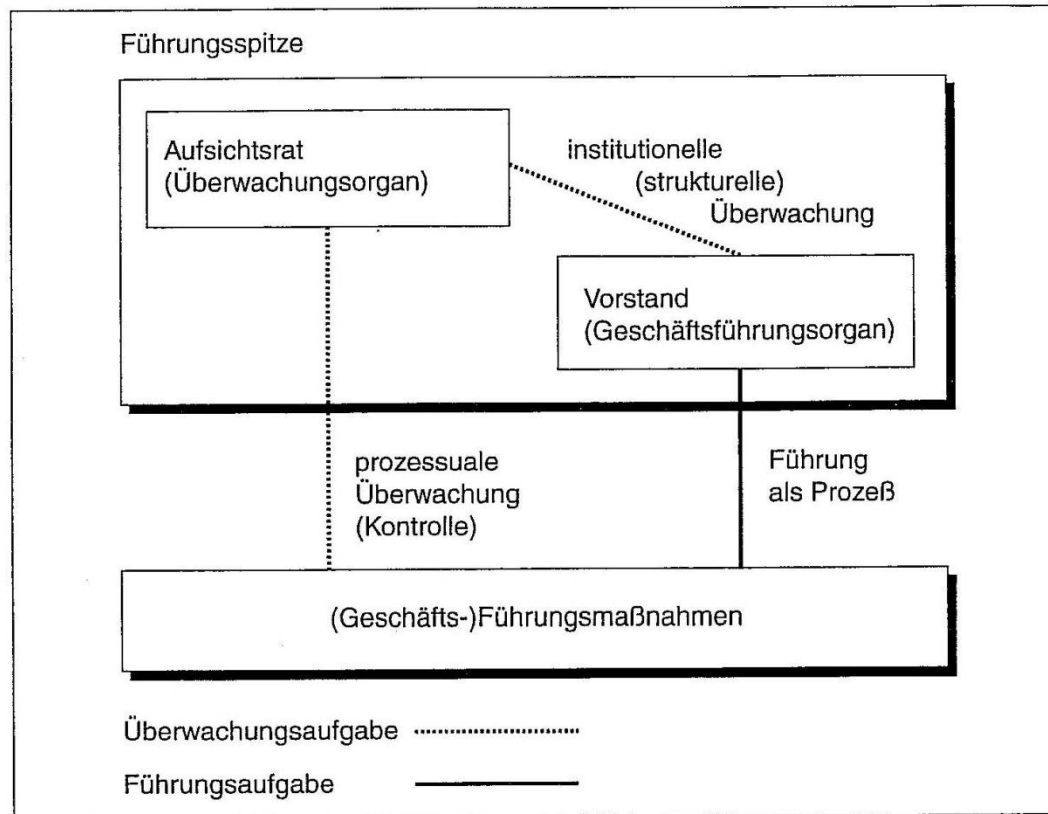 Führungsspitze
Aufsichtsrat
(Überwachungsorgan)
institutionelle
(strukturelle)
Überwachung
Vorstand
(Geschäftsführungsorgan)
prozessuale
Überwachung
(Kontrolle)
Führung
als Prozeß
(Geschäfts-)Führungsmaßnahmen
Überwachungsaufgabe
Führungsaufgabe